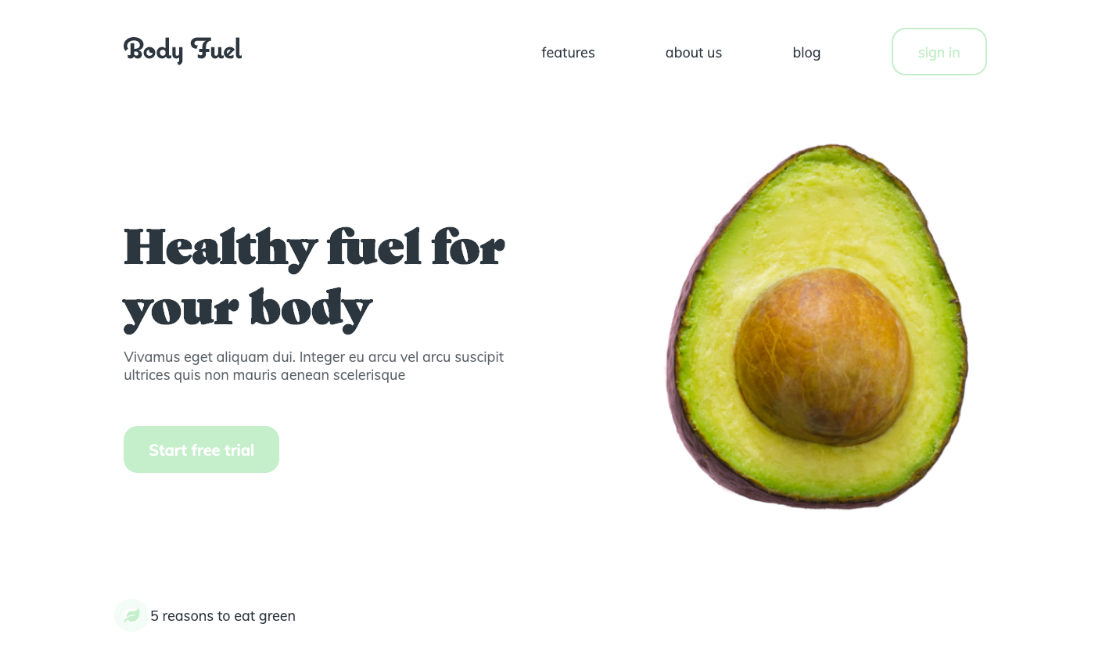 Body Fuel
features
about us
blog
sign in
Healthy fuel for
your body
Vivamus eget aliquam dui. Integer eu arcu vel arcu suscipit
ultrices quis non mauris aenean scelerisque
Start free trial
5 reasons to eat green